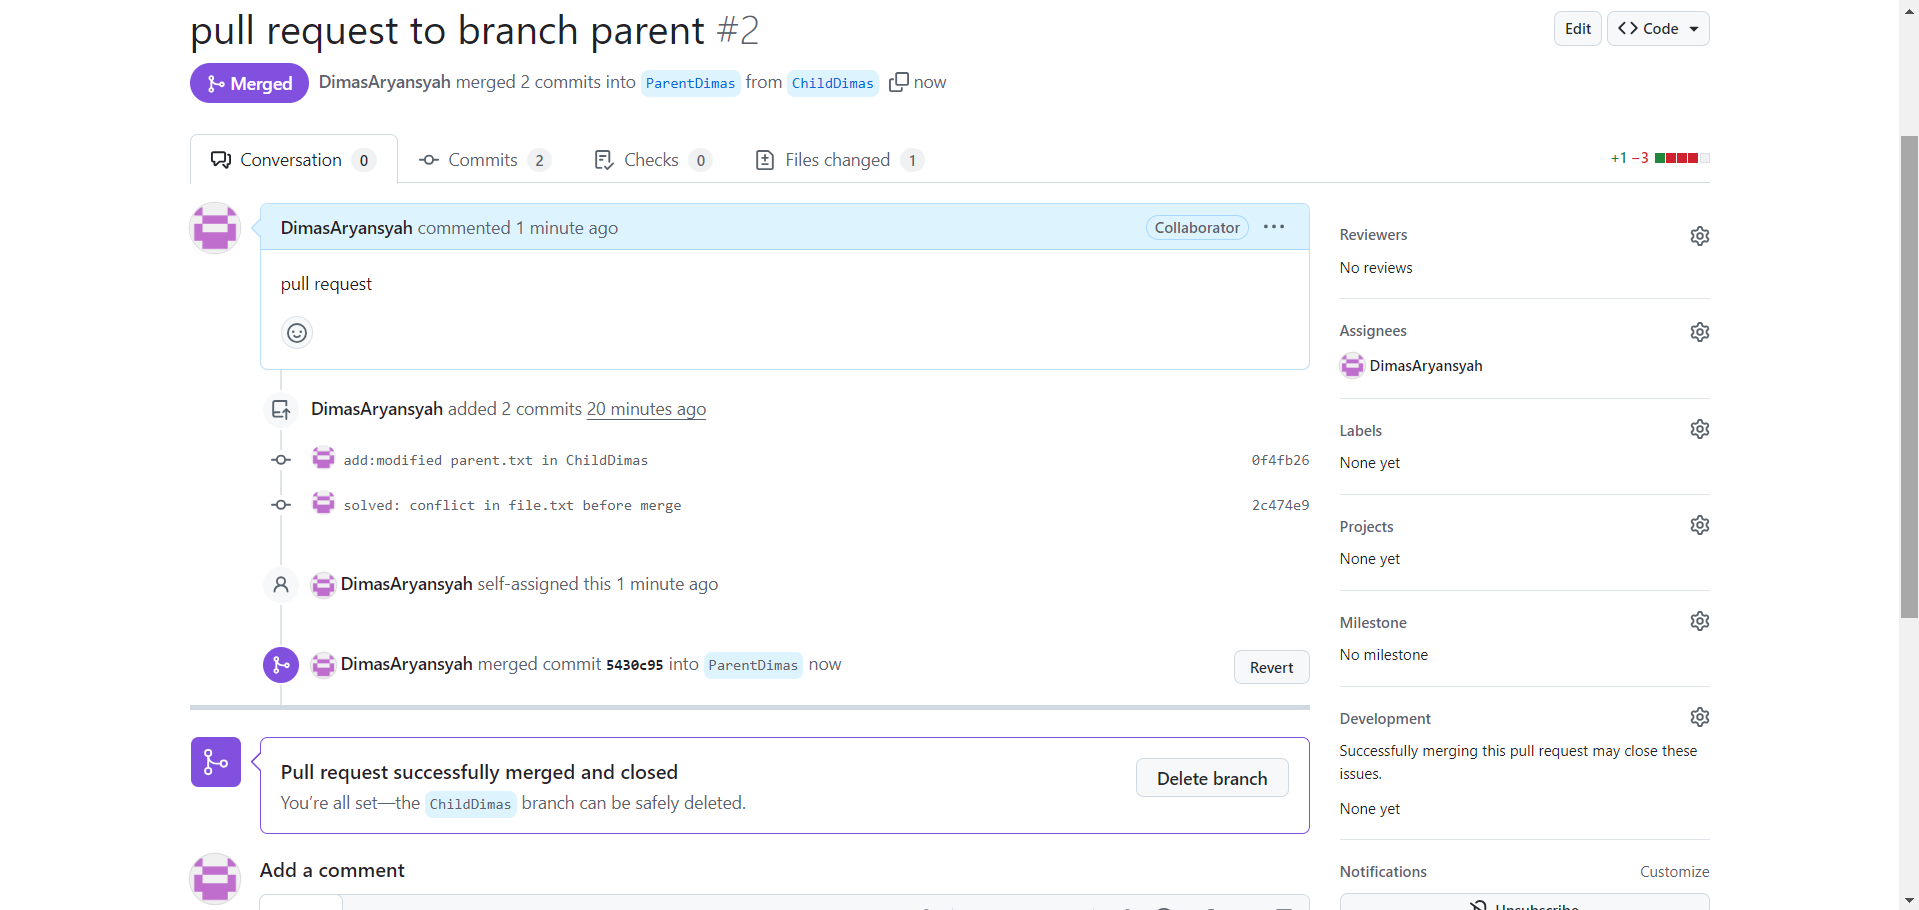 pull request to branch parent #2
Edit
Code
Merged
DimasAryansyah merged 2 commits into ParentDimas from ChildDimas now
Conversation 0
Commits 2
Checks 0
Files changed 1
+1 −3
DimasAryansyah commented 1 minute ago
Collaborator
pull request
DimasAryansyah added 2 commits 20 minutes ago
add:modified parent.txt in ChildDimas
0f4fb26
solved: conflict in file.txt before merge
2c474e9
DimasAryansyah self-assigned this 1 minute ago
DimasAryansyah merged commit 5430c95 into ParentDimas now
Revert
Pull request successfully merged and closed
You’re all set—the ChildDimas branch can be safely deleted.
Delete branch
Add a comment
Reviewers
No reviews
Assignees
DimasAryansyah
Labels
None yet
Projects
None yet
Milestone
No milestone
Development
Successfully merging this pull request may close these
issues.
None yet
Notifications
Customize
Unsubscribe